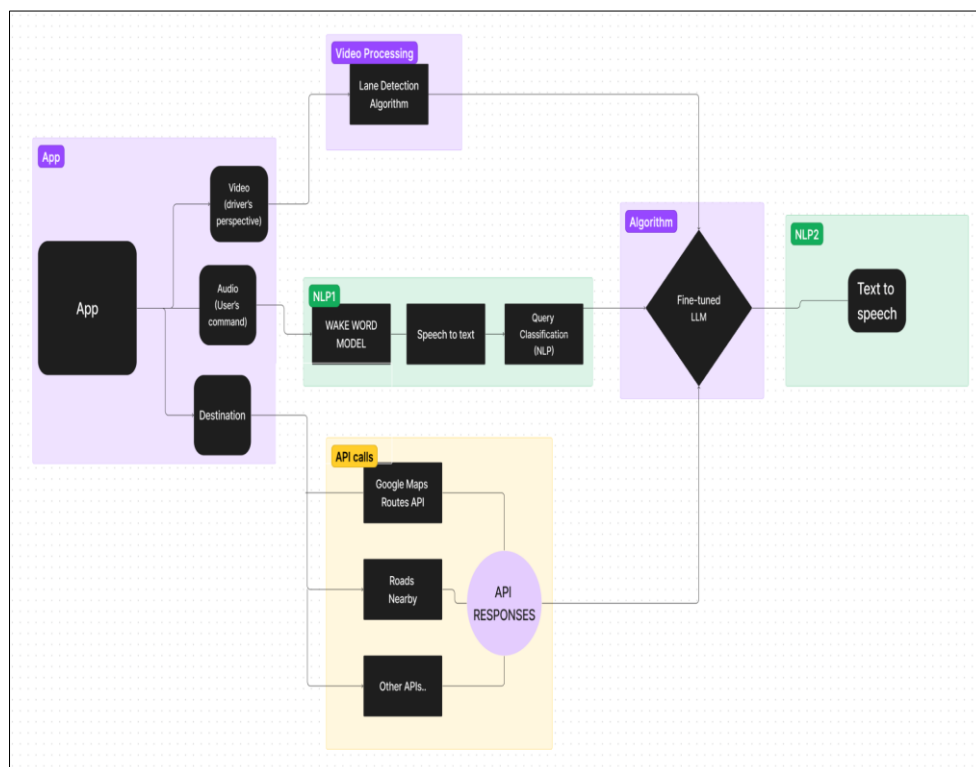 Video Processing
Lane Detection
Algorithm
App
Video
(driver's
perspective)
App
Audio
(User's
command)
Destination
NLP1
WAKE WORD
MODEL
Speech to text
Query
Classification
(NLP)
Algorithm
Fine-tuned
LLM
NLP2
Text to
speech
API calls
Google Maps
Routes API
Roads
Nearby
Other APIs..
API
RESPONSES